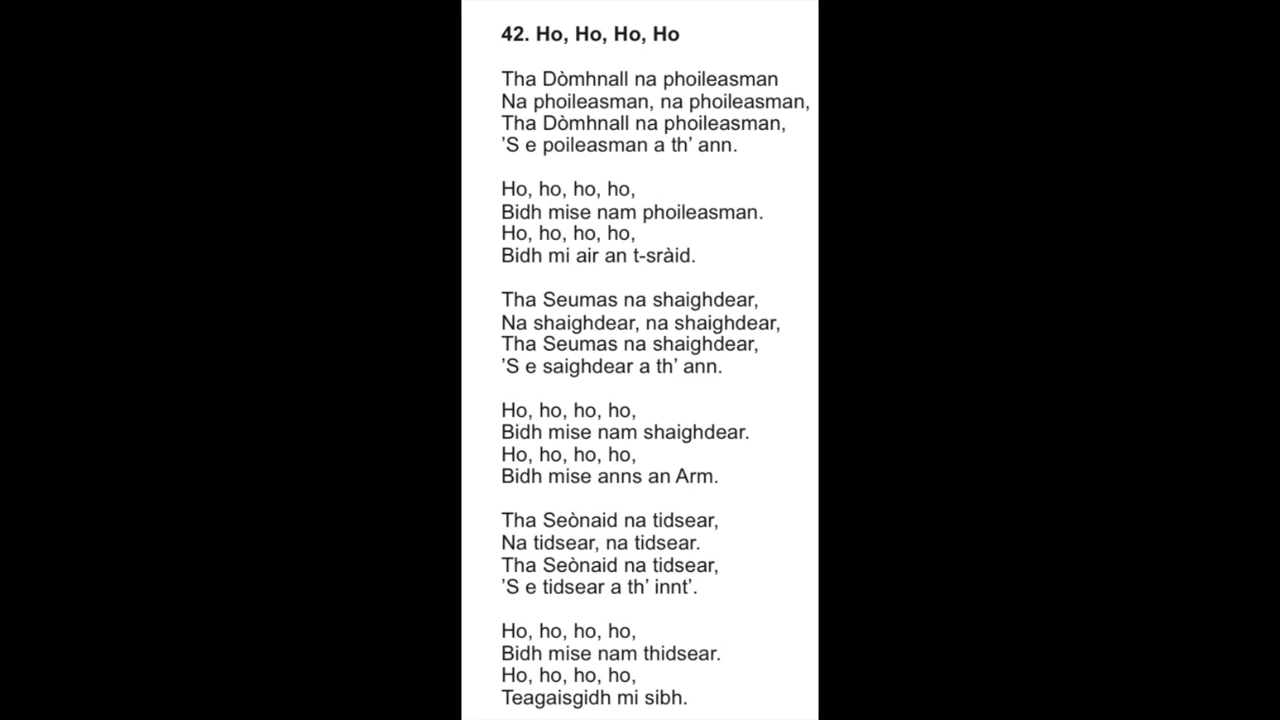 42. Ho, Ho, Ho, Ho
Tha Dòmhnall na phoileasman
Na phoileasman, na phoileasman,
Tha Dòmhnall na phoileasman,
’S e poileasman a th’ ann.
Ho, ho, ho, ho,
Bidh mise nam phoileasman.
Ho, ho, ho, ho,
Bidh mi air an t-sràid.
Tha Seumas na shaighdear,
Na shaighdear, na shaighdear,
Tha Seumas na shaighdear,
’S e saighdear a th’ ann.
Ho, ho, ho, ho,
Bidh mise nam shaighdear.
Ho, ho, ho, ho,
Bidh mise anns an Arm.
Tha Seònaid na tidsear,
Na tidsear, na tidsear.
Tha Seònaid na tidsear,
’S e tidsear a th’ innt’.
Ho, ho, ho, ho,
Bidh mise nam thidsear.
Ho, ho, ho, ho,
Teagaisgidh mi sibh.